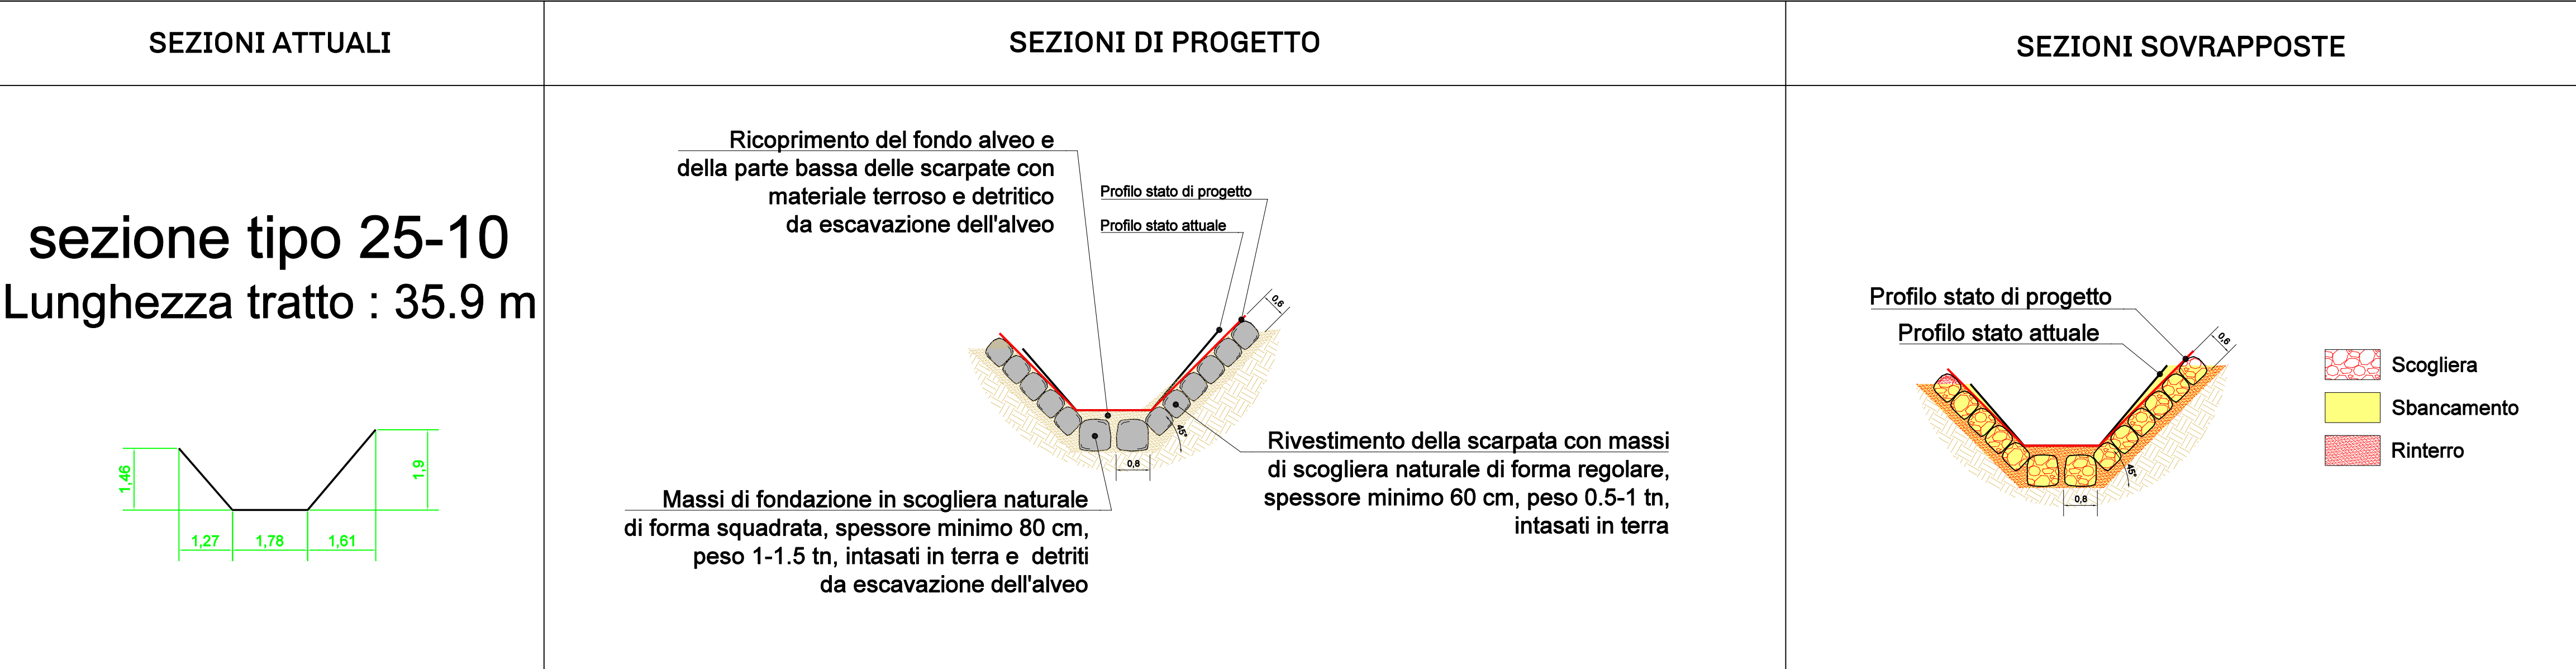 SEZIONI ATTUALI
SEZIONI DI PROGETTO
SEZIONI SOVRAPPOSTE
sezione tipo 25-10
Lunghezza tratto : 35.9 m
1,46
1,9
1,27
1,78
1,61
Ricoprimento del fondo alveo e
della parte bassa delle scarpate con
materiale terroso e detritico
da escavazione dell'alveo
Profilo stato di progetto
Profilo stato attuale
0,6
45°
0,8
Massi di fondazione in scogliera naturale
di forma squadrata, spessore minimo 80 cm,
peso 1-1.5 tn, intasati in terra e detriti
da escavazione dell'alveo
Rivestimento della scarpata con massi
di scogliera naturale di forma regolare,
spessore minimo 60 cm, peso 0.5-1 tn,
intasati in terra
Profilo stato di progetto
Profilo stato attuale
0,6
45°
0,8
Scogliera
Sbancamento
Rinterro